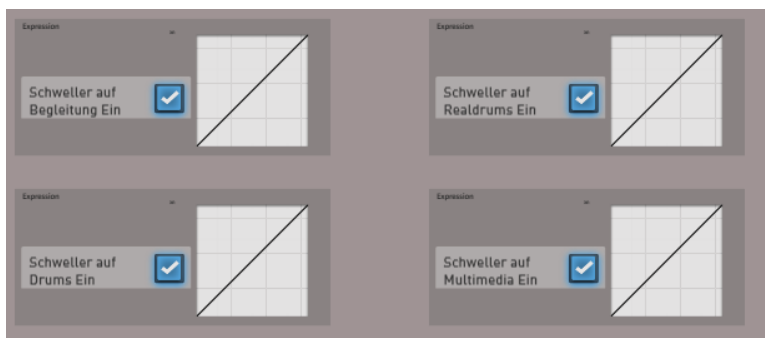 Expression
Schweller auf
Begleitung Ein
Expression
Schweller auf
Realdrums Ein
Expression
Schweller auf
Drums Ein
Expression
Schweller auf
Multimedia Ein